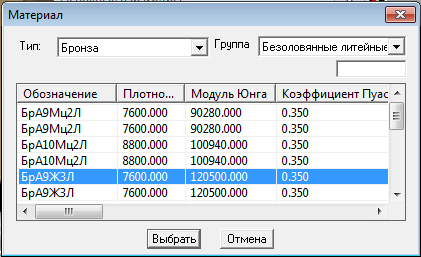 Материал
Тип: Бронза Группа Безоловянные литейные
Обозначение Плотно... Модуль Юнга Коэффициент Пуас
БрА9Мц2Л 7600.000 90280.000 0.350
БрА9Мц2Л 7600.000 90280.000 0.350
БрА10Мц2Л 8800.000 100940.000 0.350
БрА10Мц2Л 8800.000 100940.000 0.350
БрА9Ж3Л 7600.000 120500.000 0.350
БрА9Ж3Л 7600.000 120500.000 0.350
Выбрать Отмена